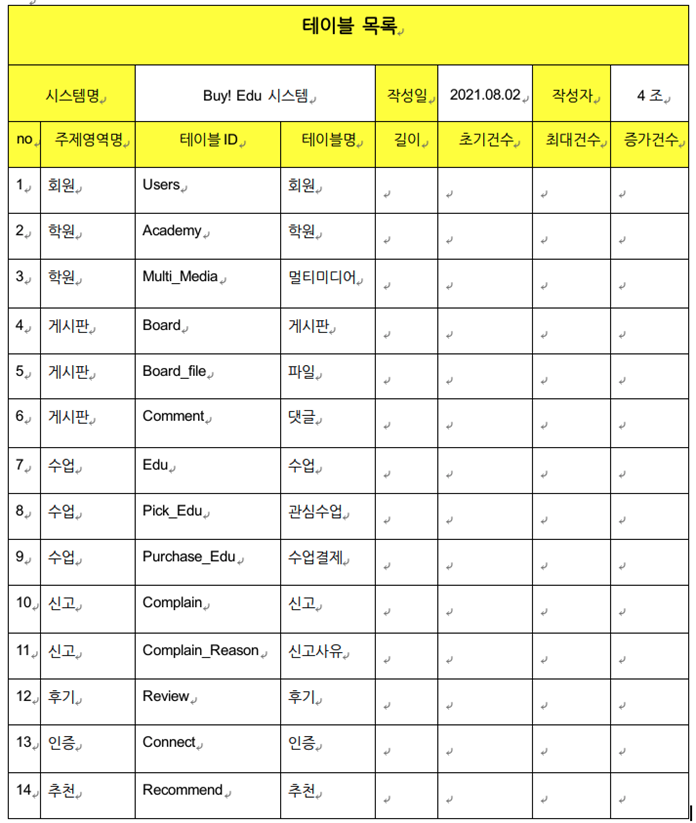 테이블 목록
시스템명 Buy! Edu 시스템 작성일 2021.08.02 작성자 4 조
no 주제영역명 테이블 ID 테이블명 길이 초기건수 최대건수 증가건수
1 회원 Users 회원
2 학원 Academy 학원
3 학원 Multi_Media 멀티미디어
4 게시판 Board 게시판
5 게시판 Board_file 파일
6 게시판 Comment 댓글
7 수업 Edu 수업
8 수업 Pick_Edu 관심수업
9 수업 Purchase_Edu 수업결제
10 신고 Complain 신고
11 신고 Complain_Reason 신고사유
12 후기 Review 후기
13 인증 Connect 인증
14 추천 Recommend 추천